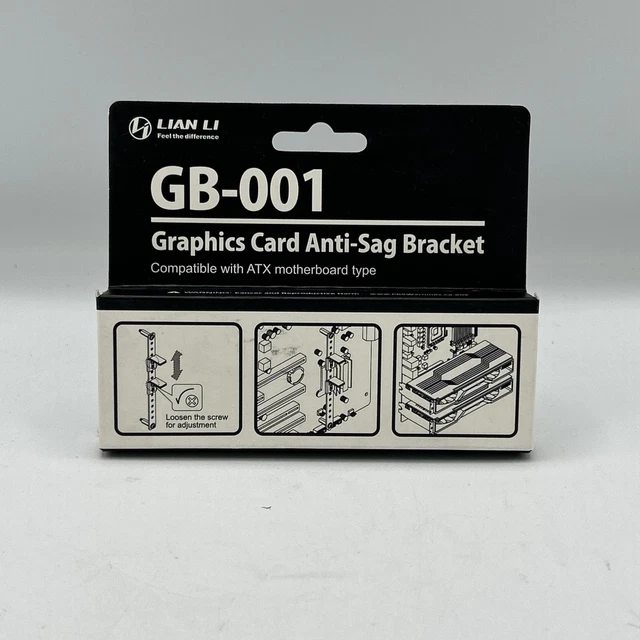 LIAN LI
Feel the difference
GB-001
Graphics Card Anti-Sag Bracket
Compatible with ATX motherboard type
Loosen the screw
for adjustment